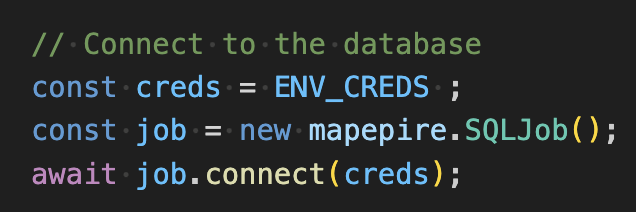 // Connect to the database
const creds = ENV_CREDS ;
const job = new mapepire.SQLJob();
await job.connect(creds);